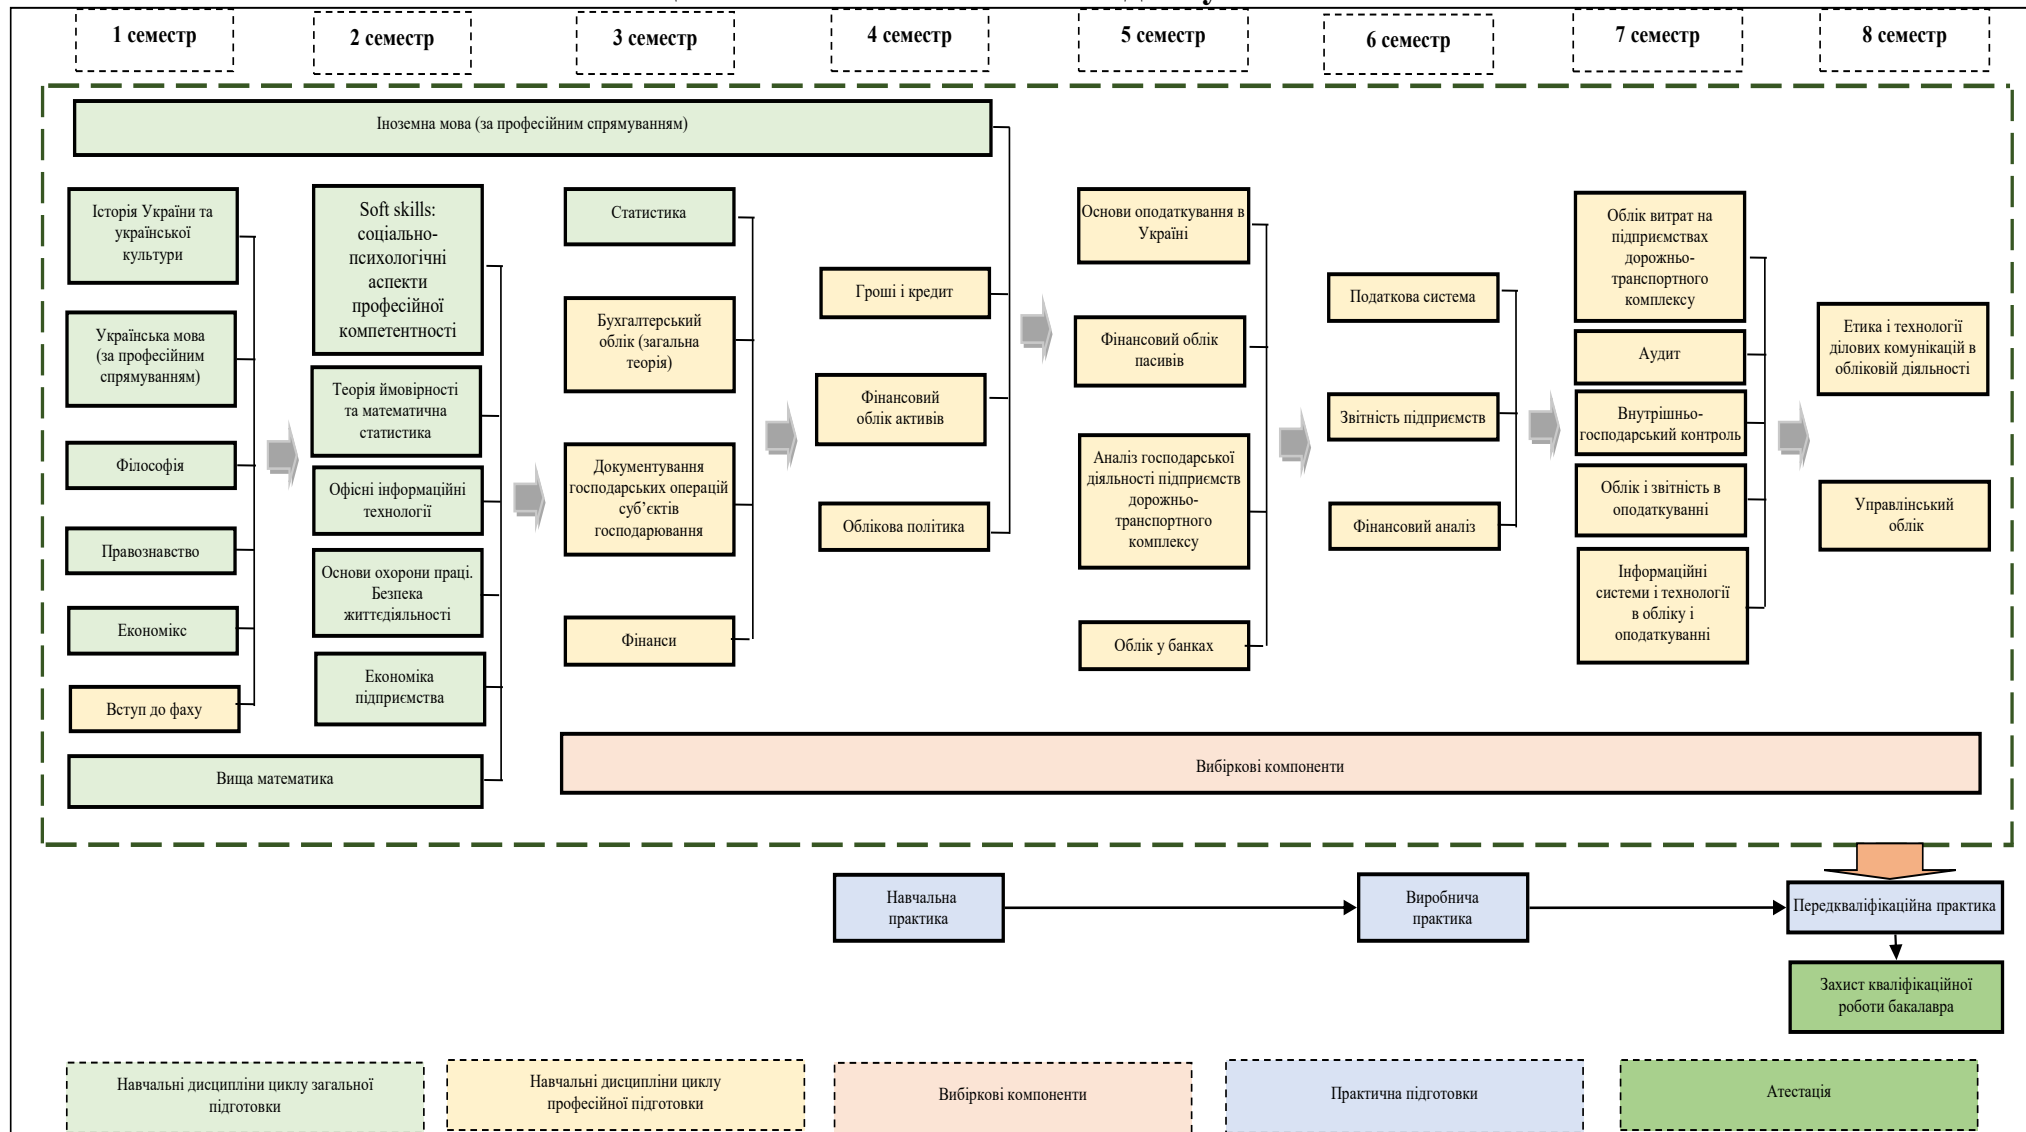 1 семестр
2 семестр
3 семестр
4 семестр
5 семестр
6 семестр
7 семестр
8 семестр
Іноземна мова (за професійним спрямуванням)
Історія України та
української
культури
Українська мова
(за професійним
спрямуванням)
Філософія
Правознавство
Економікс
Вступ до фаху
Вища математика
Soft skills:
соціально-
психологічні
аспекти
професійної
компетентності
Теорія ймовірності
та математична
статистика
Офісні інформаційні
технології
Основи охорони праці.
Безпека
життєдіяльності
Економіка
підприємства
Статистика
Бухгалтерський
облік (загальна
теорія)
Документування
господарських операцій
суб’єктів
господарювання
Фінанси
Гроші і кредит
Фінансовий
облік активів
Облікова політика
Основи оподаткування в
Україні
Фінансовий облік
пасивів
Аналіз господарської
діяльності підприємств
дорожньо-
транспортного
комплексу
Облік у банках
Податкова система
Звітність підприємств
Фінансовий аналіз
Облік витрат на
підприємствах
дорожньо-
транспортного
комплексу
Аудит
Внутрішньо-
господарський контроль
Облік і звітність в
оподаткуванні
Інформаційні
системи і технології
в обліку і
оподаткуванні
Етика і технології
ділових комунікацій в
обліковій діяльності
Управлінський
облік
Вибіркові компоненти
Навчальна
практика
Виробнича
практика
Передкваліфікаційна практика
Захист кваліфікаційної
роботи бакалавра
Навчальні дисципліни циклу загальної
підготовки
Навчальні дисципліни циклу
професійної підготовки
Вибіркові компоненти
Практична підготовки
Атестація